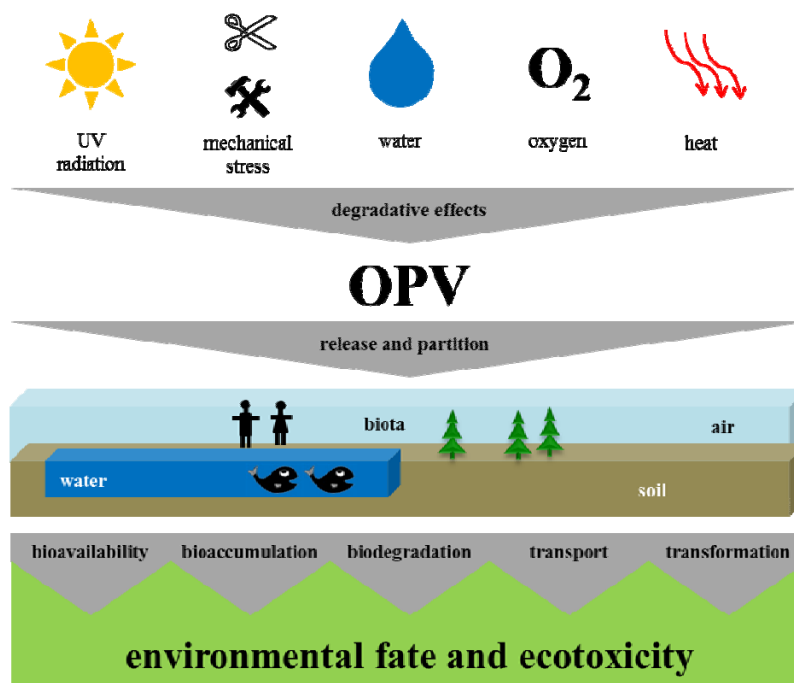 UV
radiation
mechanical
stress
water
O2
oxygen
heat
degradative effects
OPV
release and partition
biota
air
water
soil
bioavailability
bioaccumulation
biodegradation
transport
transformation
environmental fate and ecotoxicity